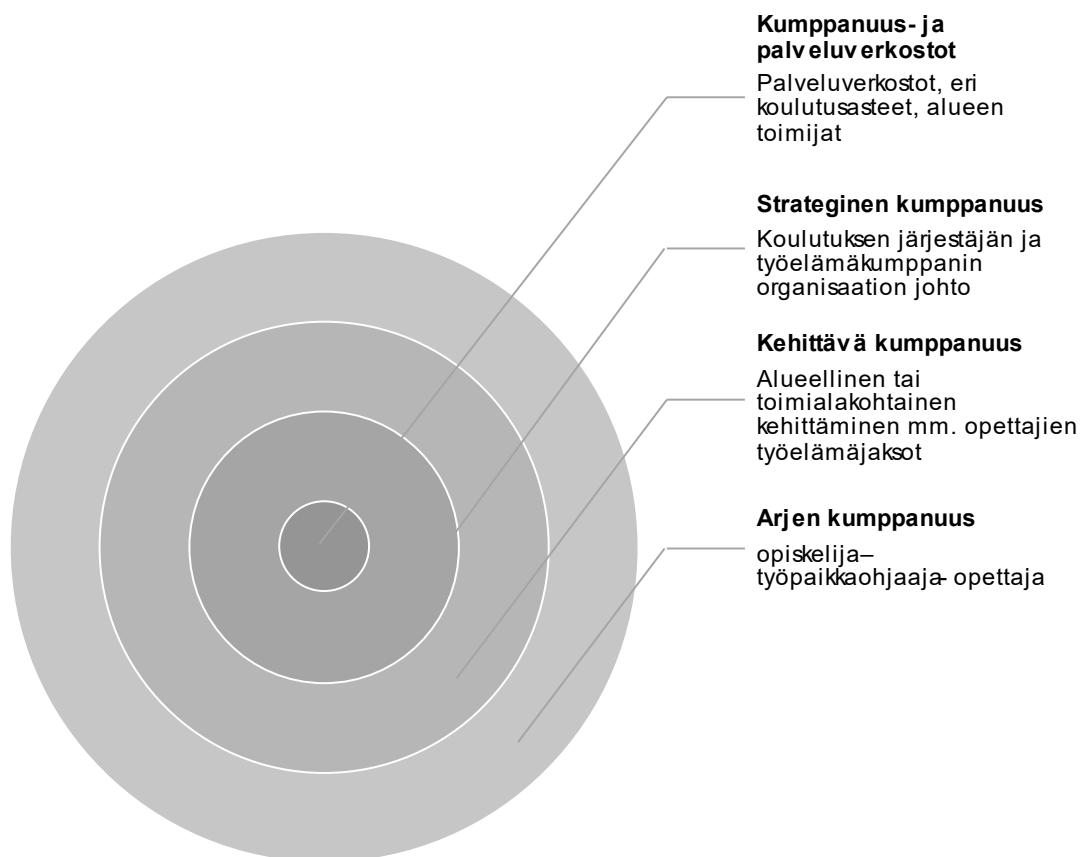 Kumppanuus- ja
palveluverkostot
Palveluverkostot, eri
koulutusasteet, alueen
toimijat
Strateginen kumppanuus
Koulutuksen järjestäjän ja
työelämäkumppanin
organisaation johto
Kehittävä kumppanuus
Alueellinen tai
toimialakohtainen
kehittäminen mm. opettajien
työelämäjaksot
Arjen kumppanuus
opiskelija–
työpaikkaohjaaja- opettaja